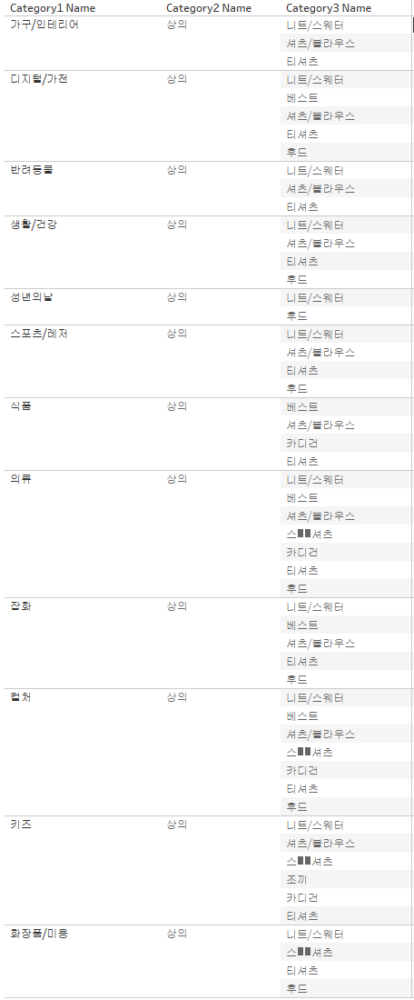 Category1 Name Category2 Name Category3 Name
가구/인테리어 상의 니트/스웨터
셔츠/블라우스
티셔츠
디지털/가전 상의 니트/스웨터
베스트
셔츠/블라우스
티셔츠
후드
반려동물 상의 니트/스웨터
셔츠/블라우스
티셔츠
생활/건강 상의 니트/스웨터
셔츠/블라우스
티셔츠
후드
성년의날 상의 니트/스웨터
후드
스포츠/레저 상의 니트/스웨터
셔츠/블라우스
티셔츠
후드
식품 상의 베스트
셔츠/블라우스
카디건
티셔츠
의류 상의 니트/스웨터
베스트
셔츠/블라우스
스▮▮셔츠
카디건
티셔츠
후드
잡화 상의 니트/스웨터
베스트
셔츠/블라우스
티셔츠
후드
컬처 상의 니트/스웨터
베스트
셔츠/블라우스
스▮▮셔츠
카디건
티셔츠
후드
키즈 상의 니트/스웨터
셔츠/블라우스
스▮▮셔츠
조끼
카디건
티셔츠
화장품/미용 상의 니트/스웨터
스▮▮셔츠
티셔츠
후드